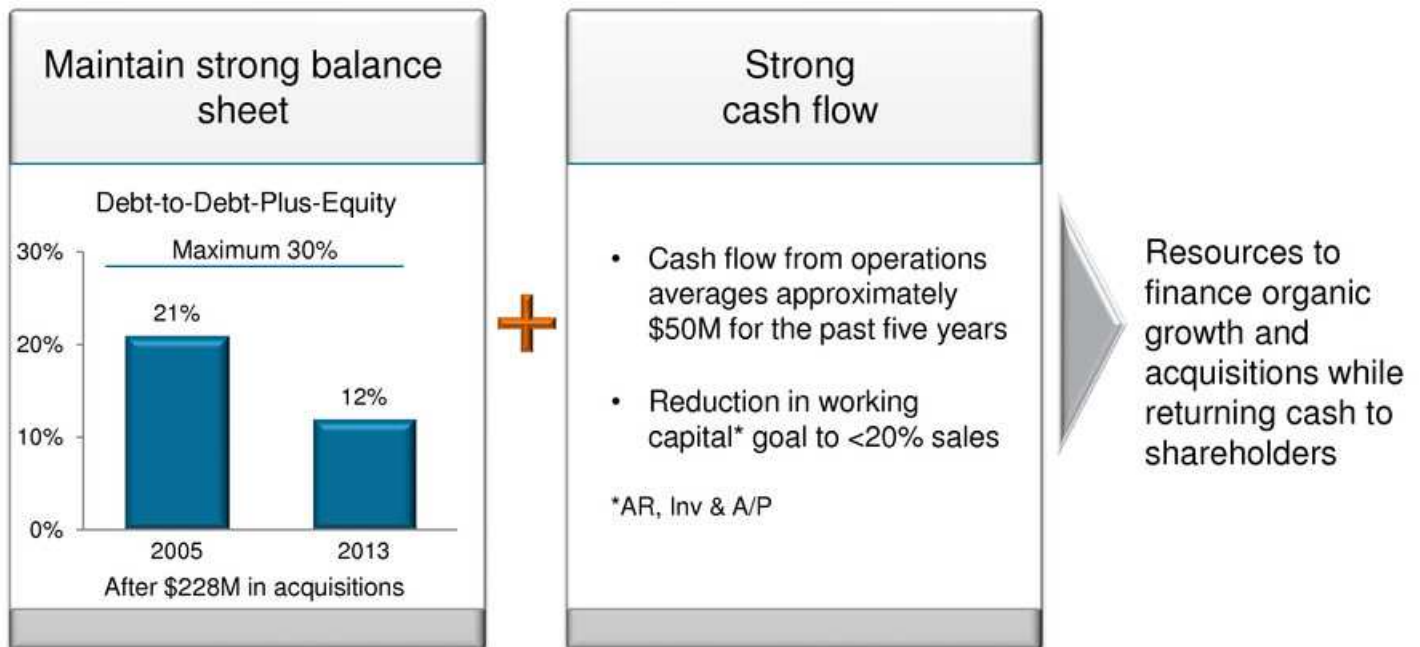 Maintain strong balance
sheet
Debt-to-Debt-Plus-Equity
Maximum 30%
30%
20%
10%
0%
21%
12%
2005
2013
After $228M in acquisitions
Strong
cash flow
• Cash flow from operations
averages approximately
$50M for the past five years
• Reduction in working
capital* goal to <20% sales
*AR, Inv & A/P
Resources to
finance organic
growth and
acquisitions while
returning cash to
shareholders